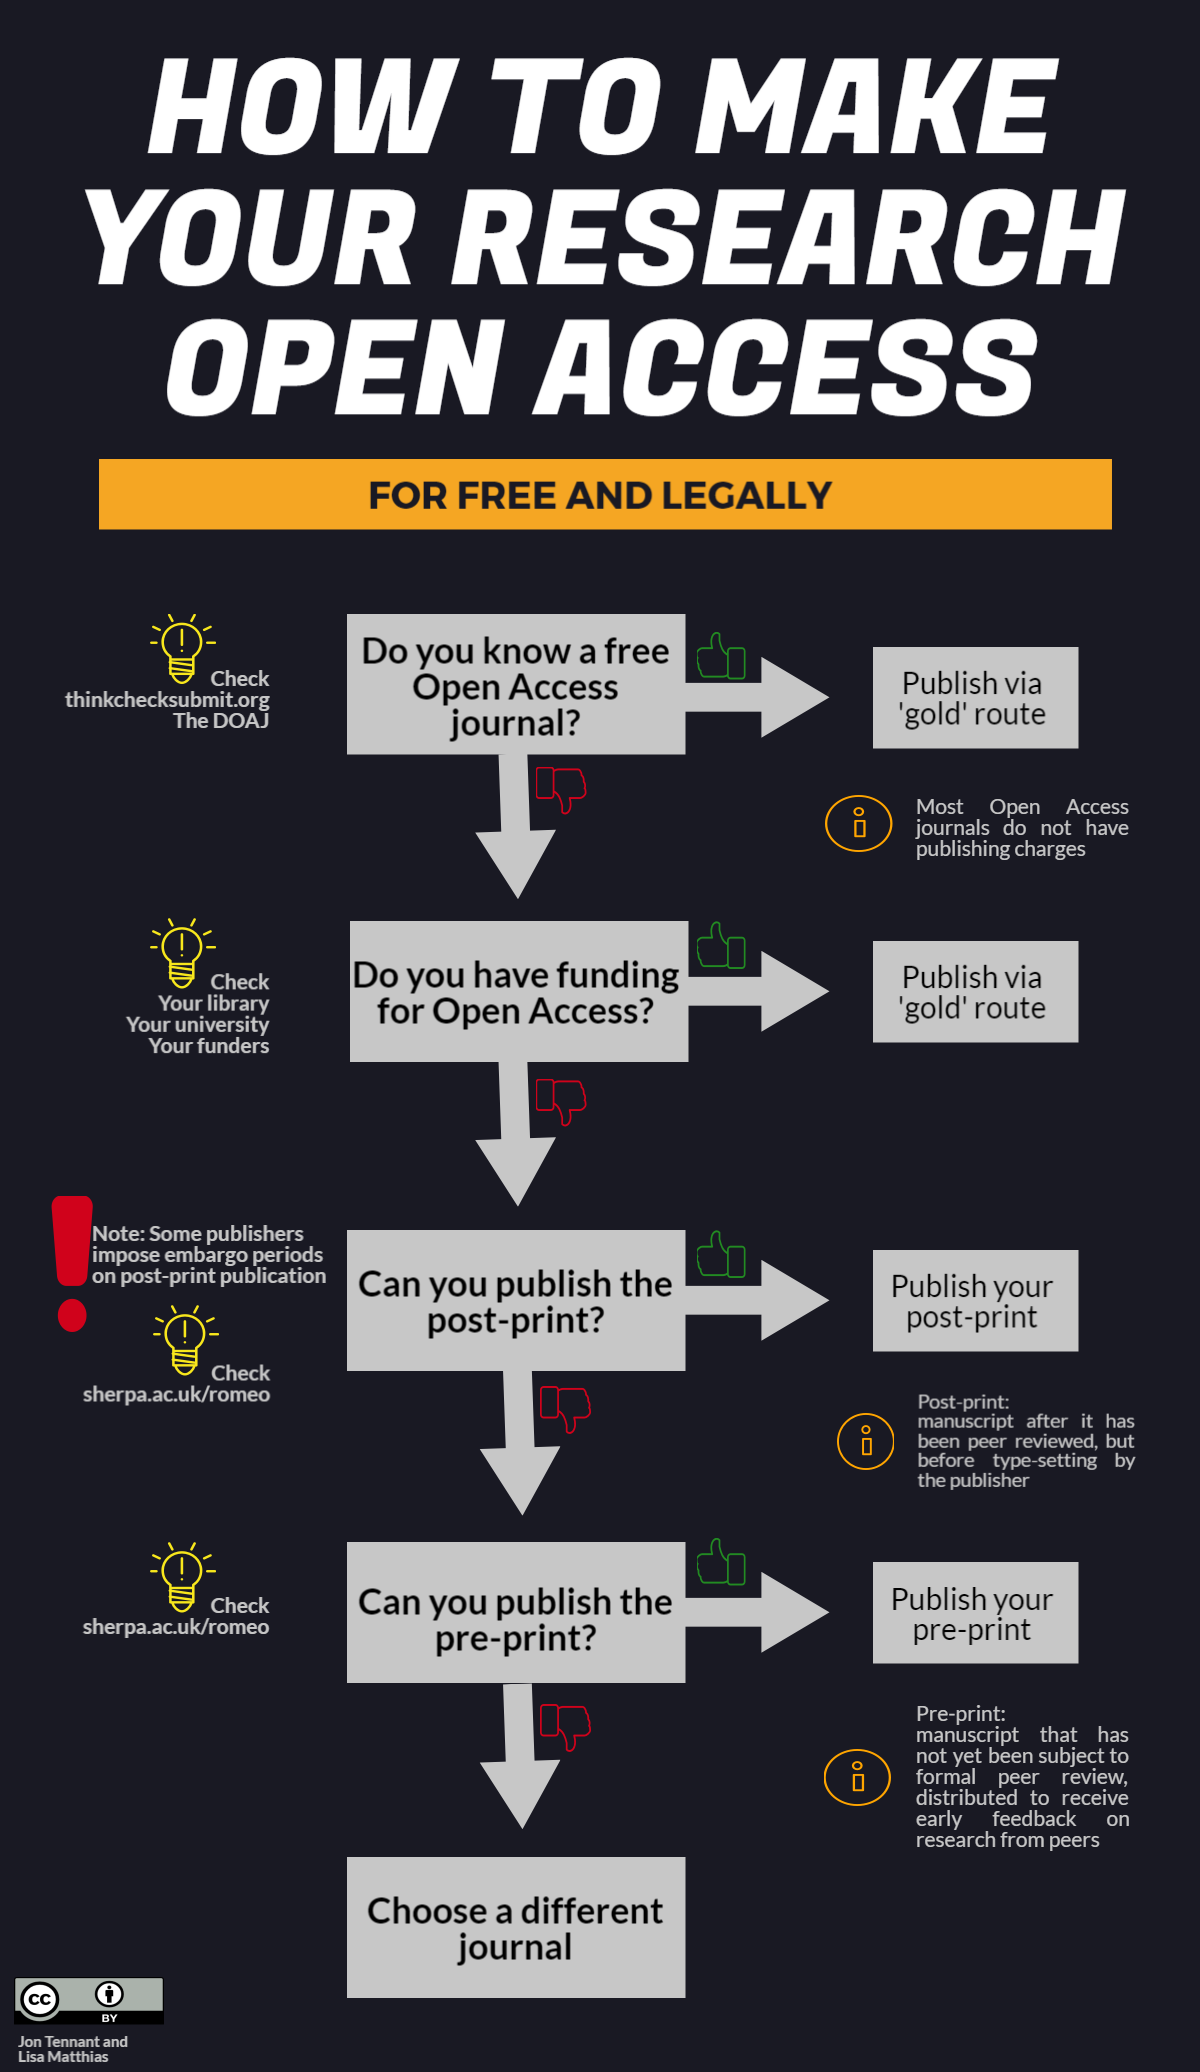 HOW TO MAKE
YOUR RESEARCH
OPEN ACCESS
FOR FREE AND LEGALLY
Check
thinkchecksubmit.org
The DOAJ
Do you know a free
Open Access
journal?
Publish via
'gold' route
Most Open Access
journals do not have
publishing charges
Check
Your library
Your university
Your funders
Do you have funding
for Open Access?
Publish via
'gold' route
Note: Some publishers
impose embargo periods
on post-print publication
Check
sherpa.ac.uk/romeo
Can you publish the
post-print?
Publish your
post-print
Post-print:
manuscript after it has
been peer reviewed, but
before type-setting by
the publisher
Check
sherpa.ac.uk/romeo
Can you publish the
pre-print?
Publish your
pre-print
Pre-print:
manuscript that has
not yet been subject to
formal peer review,
distributed to receive
early feedback on
research from peers
Choose a different
journal
CC
BY
Jon Tennant and
Lisa Matthias